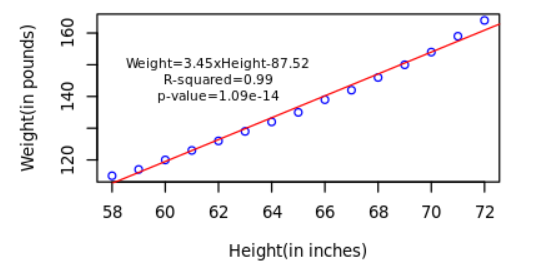 Weight(in pounds)
160
140
120
Weight=3.45xHeight-87.52
R-squared=0.99
p-value=1.09e-14
58 60 62 64 66 68 70 72
Height(in inches)